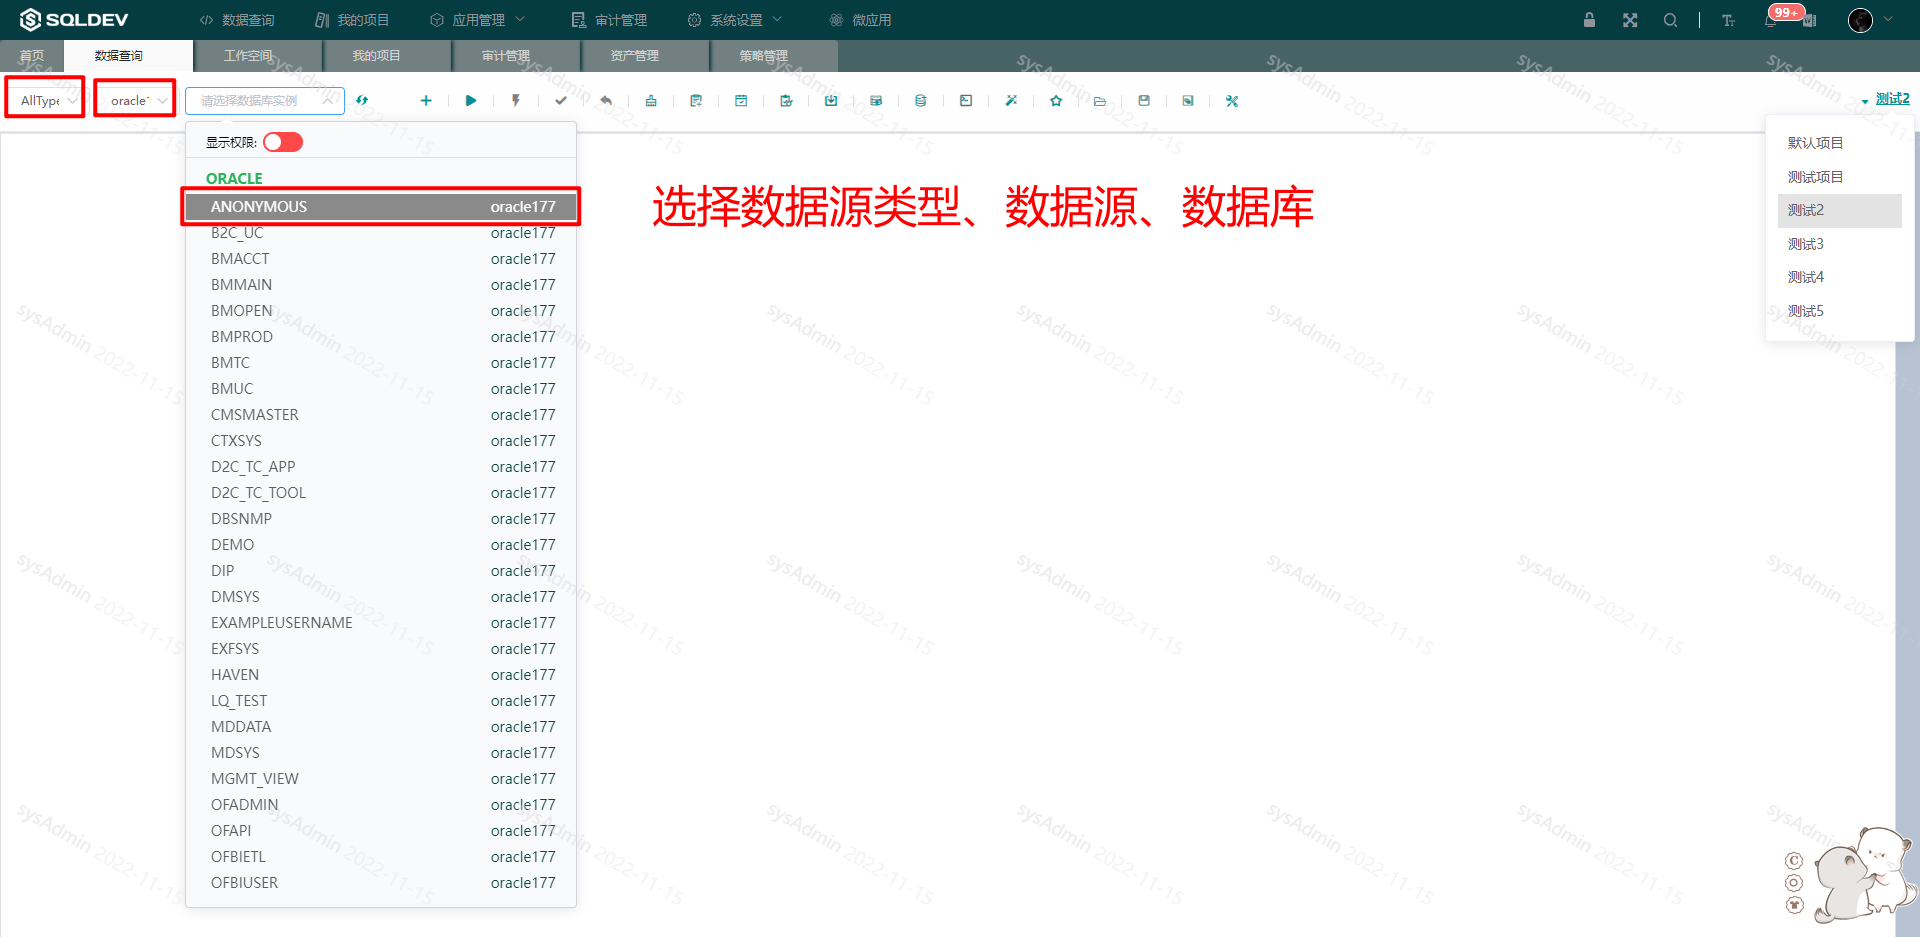 SQLDEV
数据查询
我的项目
应用管理
审计管理
系统设置
微应用
99+
首页
数据查询
工作空间
我的项目
审计管理
资产管理
策略管理
AllType
oracle
请选择数据库实例
测试2
显示权限:
ORACLE
ANONYMOUS oracle177
B2C_UC oracle177
BMACCT oracle177
BMMAIN oracle177
BMOPEN oracle177
BMPROD oracle177
BMTC oracle177
BMUC oracle177
CMSMASTER oracle177
CTXSYS oracle177
D2C_TC_APP oracle177
D2C_TC_TOOL oracle177
DBSNMP oracle177
DEMO oracle177
DIP oracle177
DMSYS oracle177
EXAMPLEUSERNAME oracle177
EXFSYS oracle177
HAVEN oracle177
LQ_TEST oracle177
MDDATA oracle177
MDSYS oracle177
MGMT_VIEW oracle177
OFADMIN oracle177
OFAPI oracle177
OFBIETL oracle177
OFBIUSER oracle177
选择数据源类型、数据源、数据库
默认项目
测试项目
测试2
测试3
测试4
测试5
sysAdmin 2022-11-15